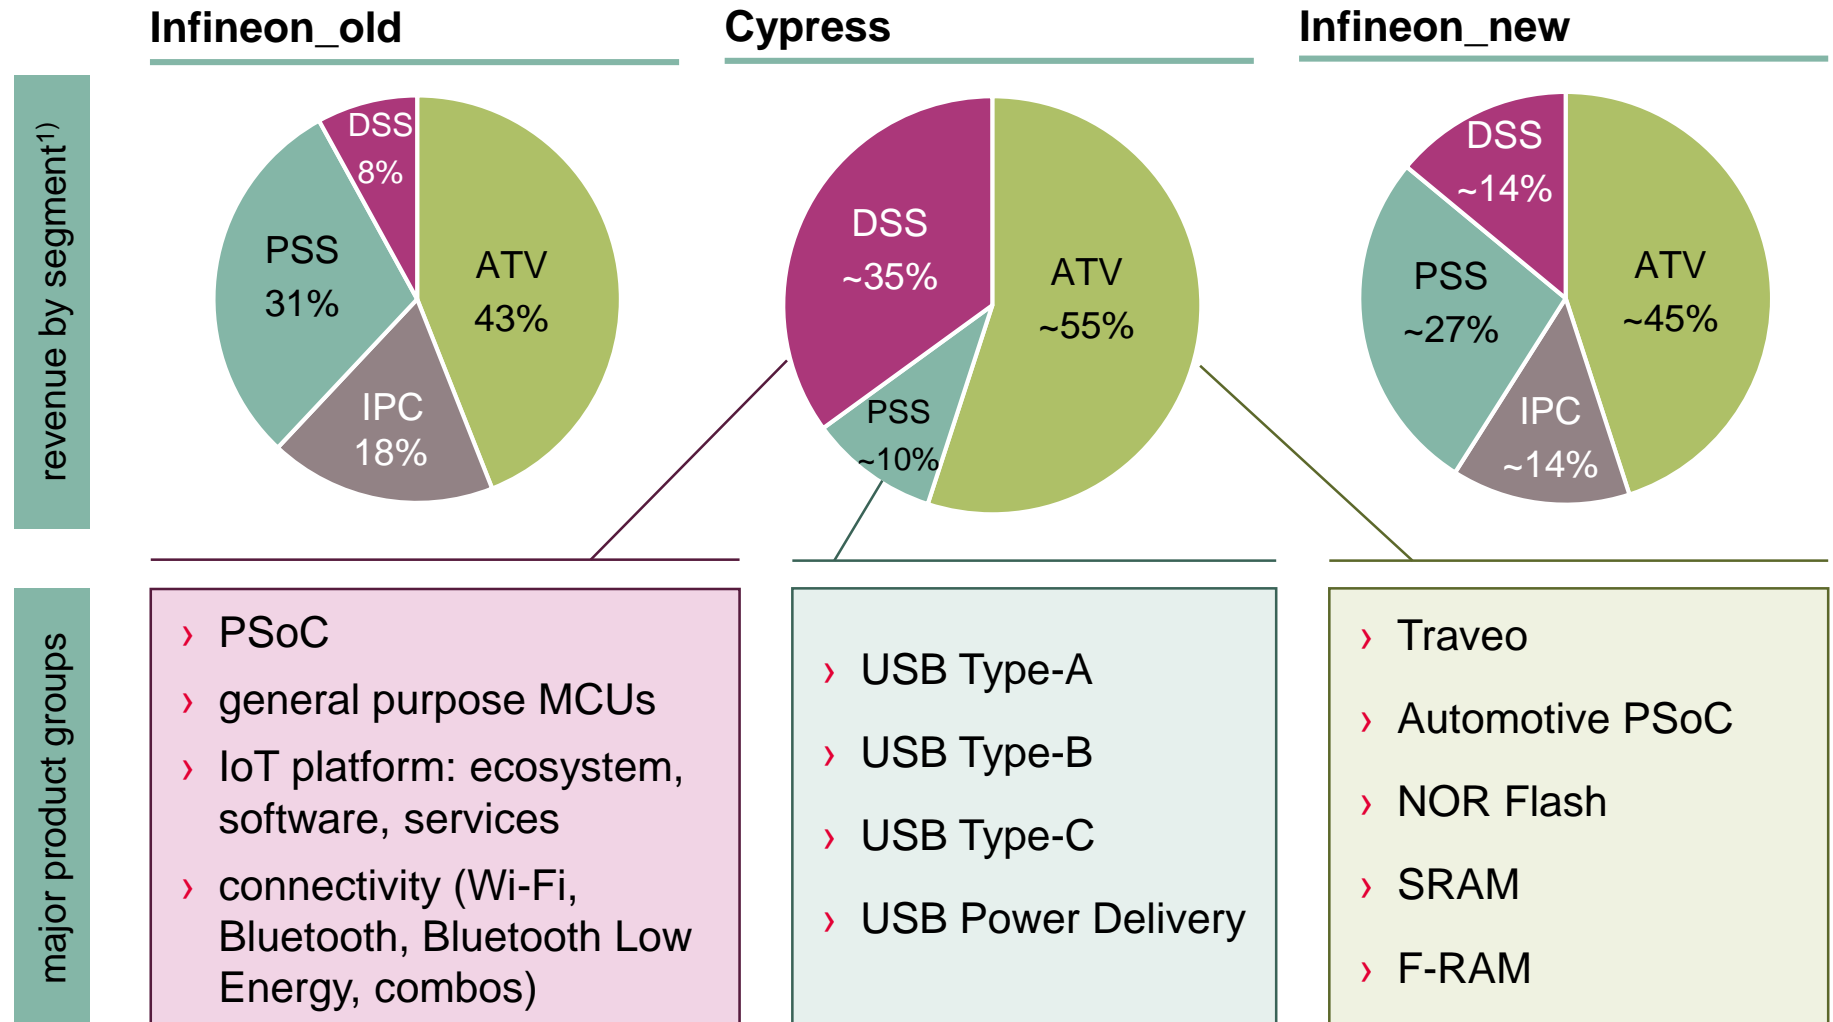 Infineon_old
Cypress
Infineon_new
revenue by segment1)
DSS
8%
PSS
31%
ATV
43%
IPC
18%
DSS
~35%
ATV
~55%
PSS
~10%
DSS
~14%
PSS
~27%
ATV
~45%
IPC
~14%
major product groups
› PSoC
› general purpose MCUs
› IoT platform: ecosystem,
software, services
› connectivity (Wi-Fi,
Bluetooth, Bluetooth Low
Energy, combos)
› USB Type-A
› USB Type-B
› USB Type-C
› USB Power Delivery
› Traveo
› Automotive PSoC
› NOR Flash
› SRAM
› F-RAM